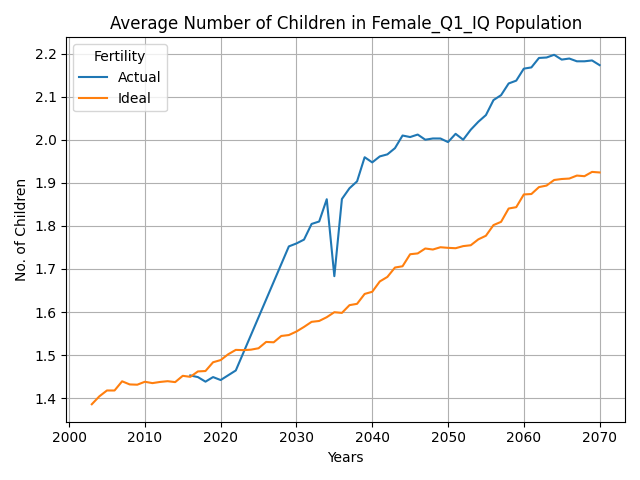 Average Number of Children in Female_Q1_IQ Population
Fertility
Actual
Ideal
No. of Children
2.2
2.1
2.0
1.9
1.8
1.7
1.6
1.5
1.4
2000 2010 2020 2030 2040 2050 2060 2070
Years